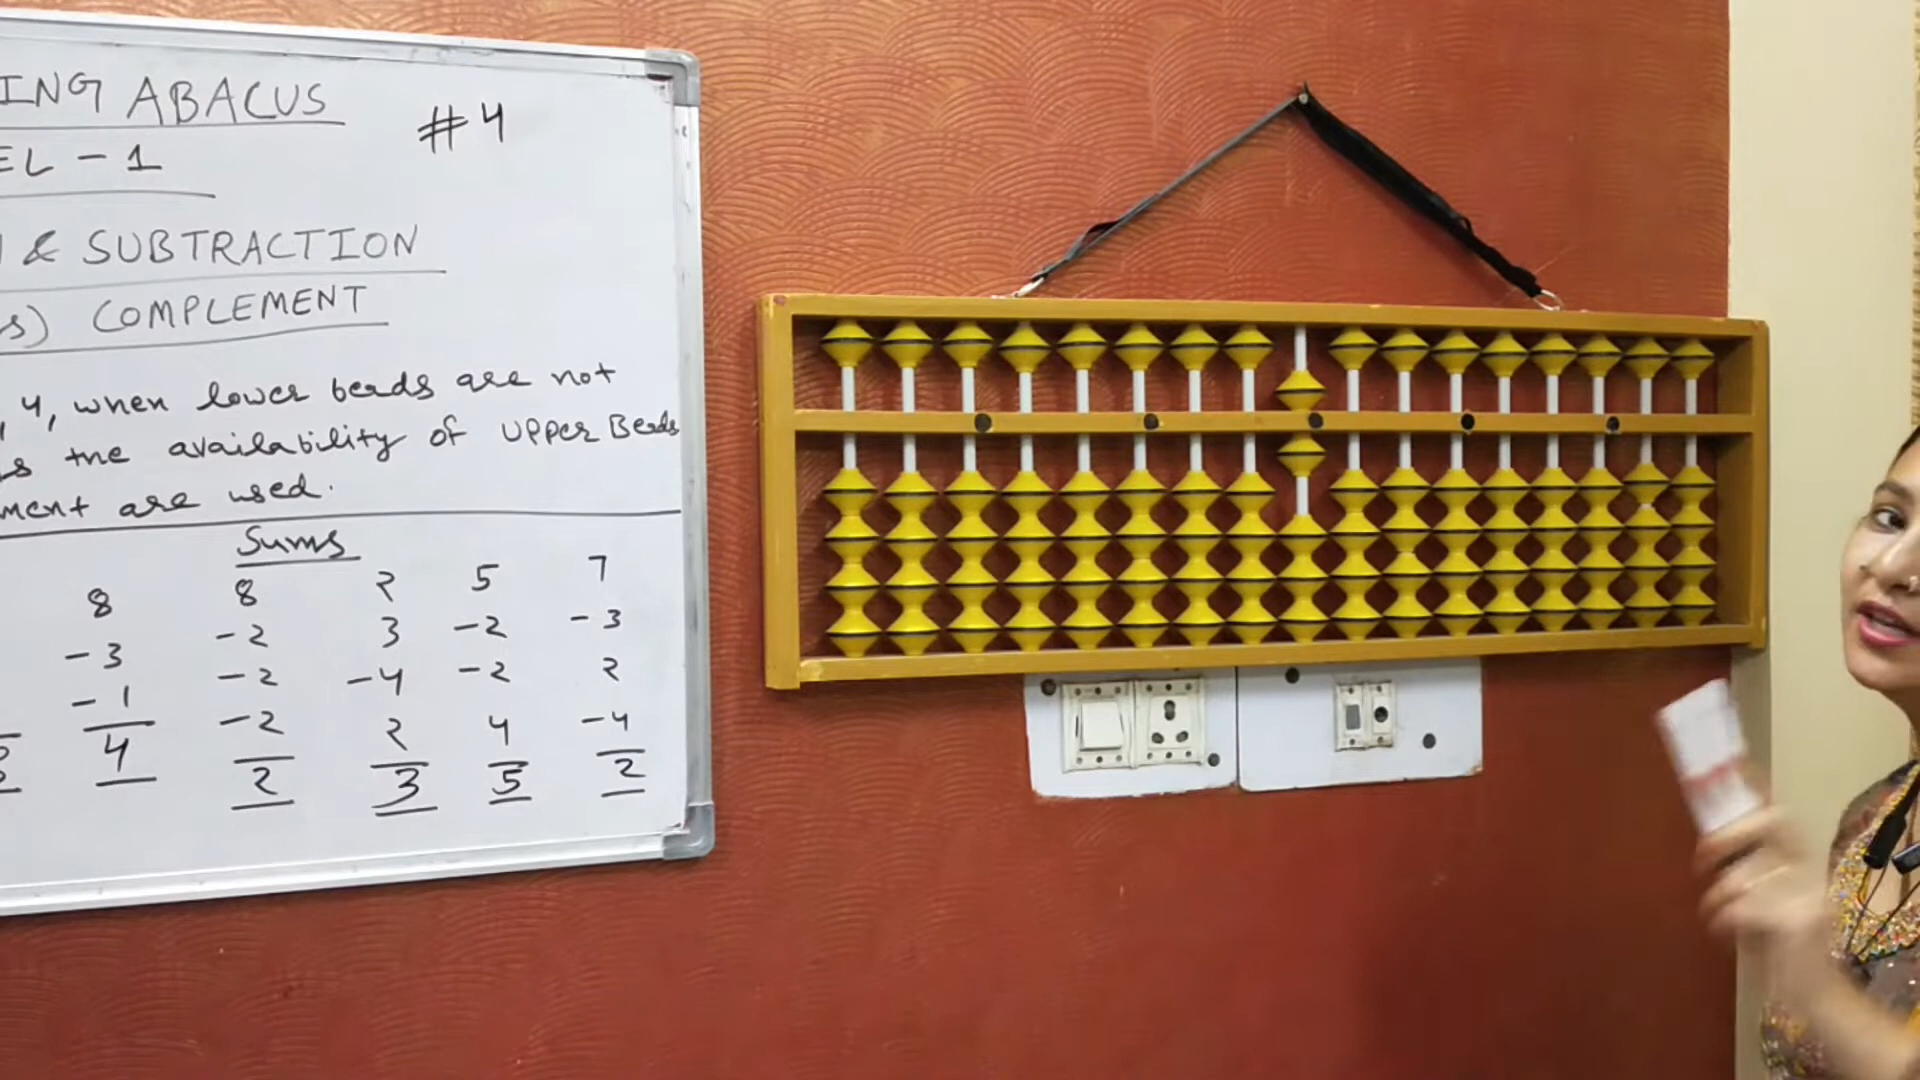 ING ABACUS
#4
EL - 1
& SUBTRACTION
s) COMPLEMENT
, 4, when lower beads are not
s the availability of Upper Beads
ment are used.
Sums
8 8 2 5 7
-3 -2 3 -2 -3
-1 -2 -4 -2 2
-2 2 4 -4
4 2 3 5 2